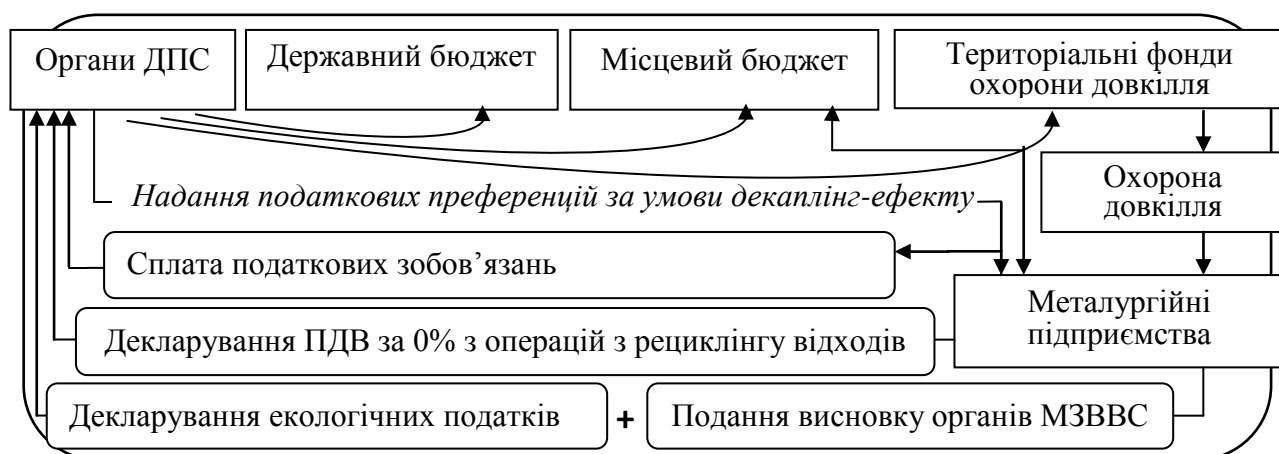 Органи ДПС
Державний бюджет
Місцевий бюджет
Територіальні фонди
охорони довкілля
Охорона
довкілля
Надання податкових преференцій за умови декаплінг-ефекту
Сплата податкових зобов’язань
Металургійні
підприємства
Декларування ПДВ за 0% з операцій з рециклінгу відходів
Декларування екологічних податків
+
Подання висновку органів МЗВВС